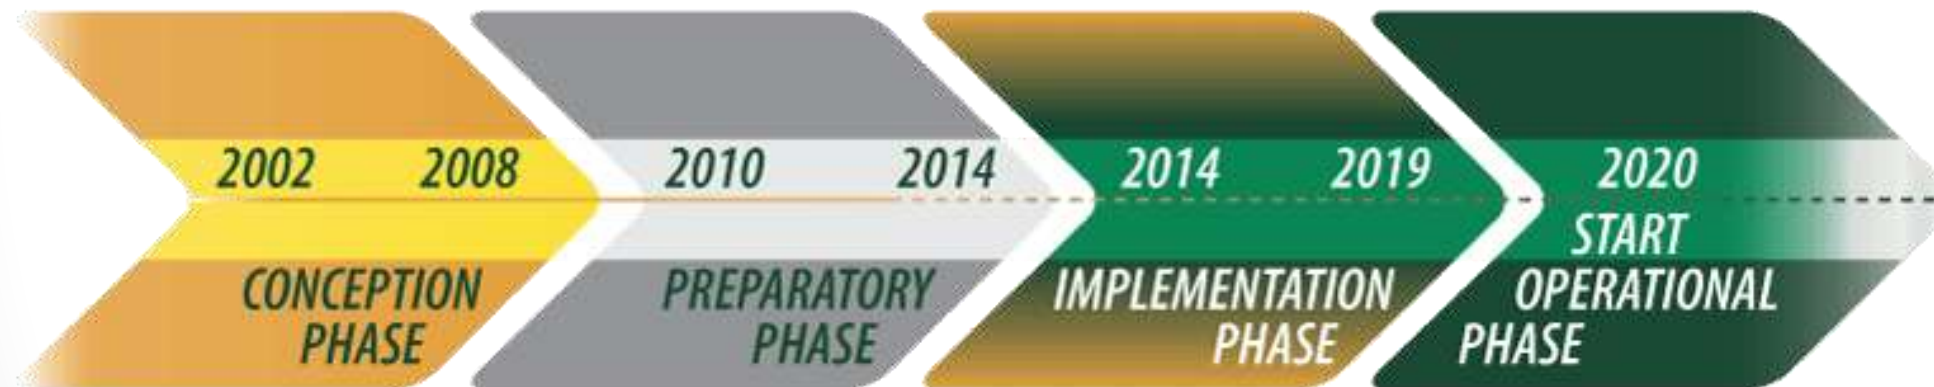 2002 2008 2010 2014 2014 2019 2020
START
CONCEPTION PREPARATORY IMPLEMENTATION OPERATIONAL
PHASE PHASE PHASE PHASE